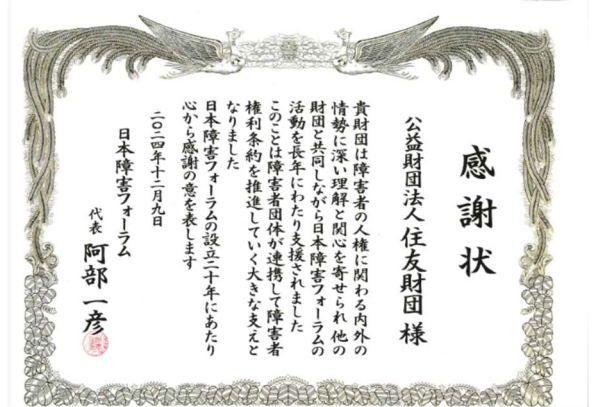 感謝状
公益財団法人 住友財団 様
貴財団は障害者の人権に関わる内外の
情勢に深い理解と関心を寄せられ 他の
財団と共同しながら日本障害フォーラムの
活動を長年にわたり支援されました
このことは障害者団体が連携して障害者
権利条約を推進していく大きな支えと
なりました
日本障害フォーラムの設立二十年にあたり
心から感謝の意を表します
二〇二四年十二月九日
日本障害フォーラム
代表 阿部 一彦